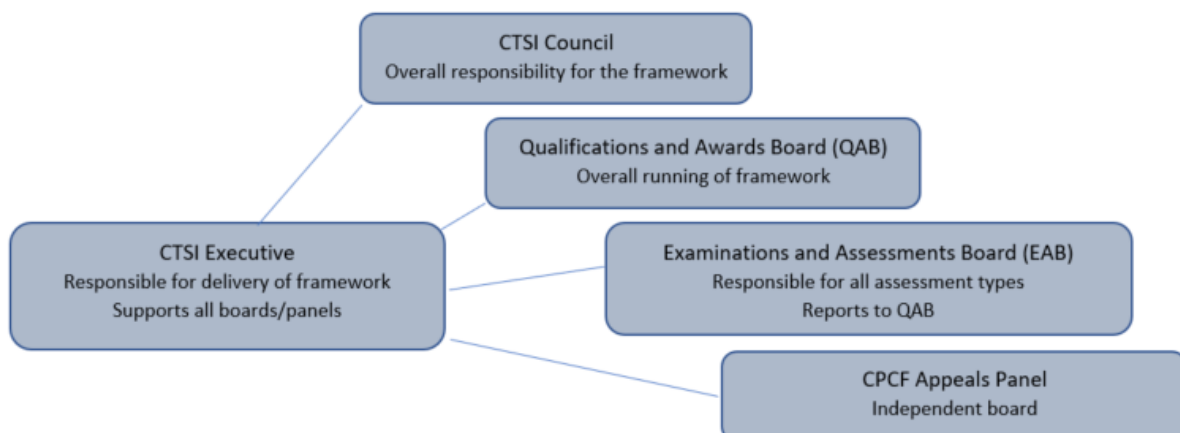 CTSI Council
Overall responsibility for the framework
Qualifications and Awards Board (QAB)
Overall running of framework
CTSI Executive
Responsible for delivery of framework
Supports all boards/panels
Examinations and Assessments Board (EAB)
Responsible for all assessment types
Reports to QAB
CPCF Appeals Panel
Independent board